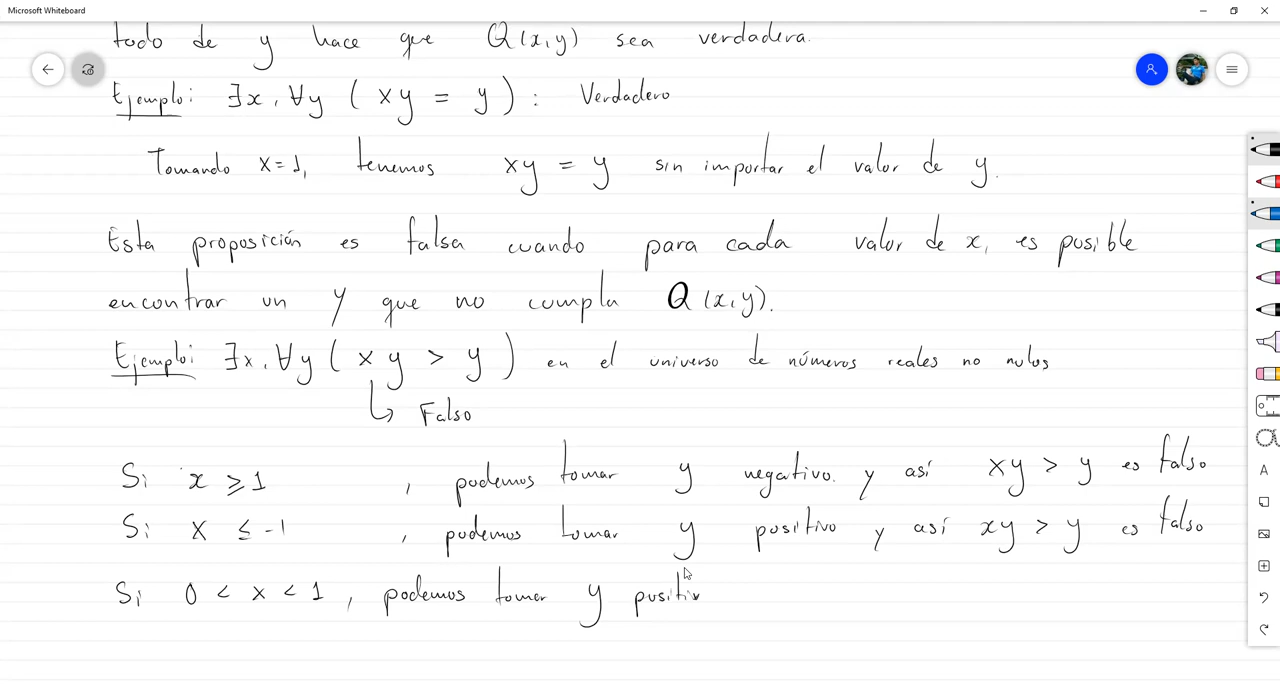 Microsoft Whiteboard
todo de y hace que Q(x,y) sea verdadera.
Ejemplo: ∃x, ∀y ( xy = y ) : Verdadero
Tomando x=1, tenemos xy = y sin importar el valor de y.
Esta proposición es falsa cuando para cada valor de x, es posible
encontrar un y que no cumpla Q(x,y).
Ejemplo: ∃x, ∀y ( xy > y ) en el universo de números reales no nulos
↳ Falso
Si x ⩾ 1 , podemos tomar y negativo. y así xy > y es falso
Si x ≤ -1 , podemos tomar y positivo y así xy > y es falso
Si 0 < x < 1 , podemos tomar y positiv